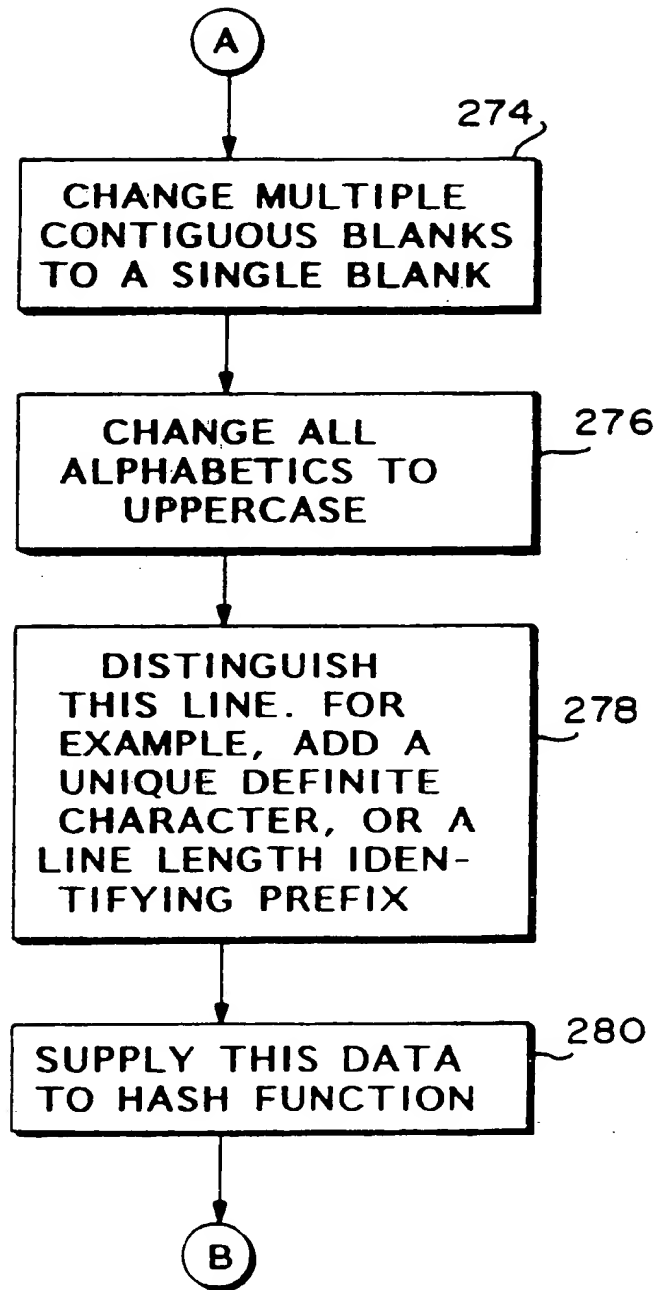 A
274
CHANGE MULTIPLE
CONTIGUOUS BLANKS
TO A SINGLE BLANK
276
CHANGE ALL
ALPHABETICS TO
UPPERCASE
278
DISTINGUISH
THIS LINE. FOR
EXAMPLE, ADD A
UNIQUE DEFINITE
CHARACTER, OR A
LINE LENGTH IDEN-
TIFYING PREFIX
280
SUPPLY THIS DATA
TO HASH FUNCTION
B